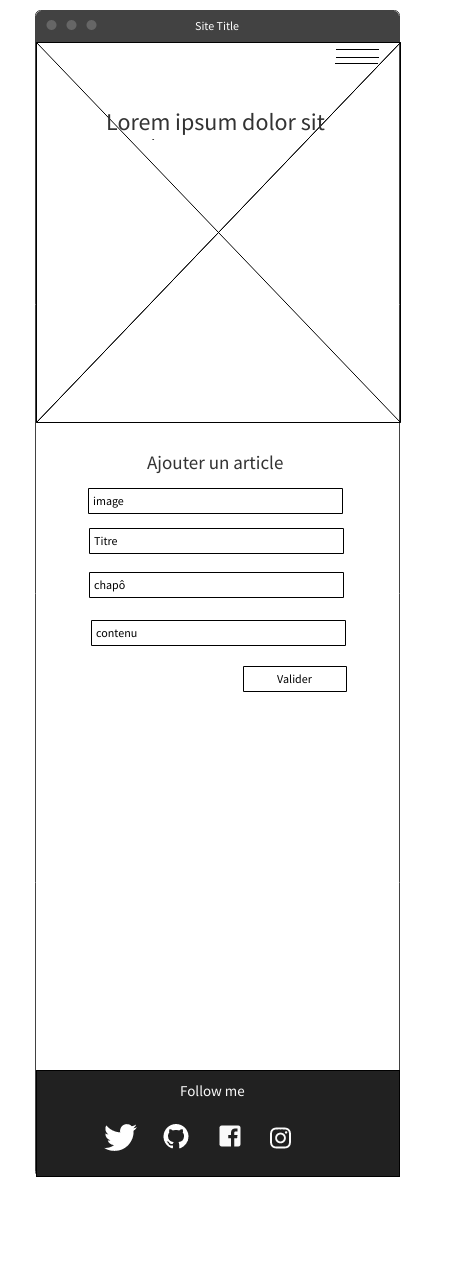 Site Title
Lorem ipsum dolor sit
Ajouter un article
image
Titre
chapô
contenu
Valider
Follow me